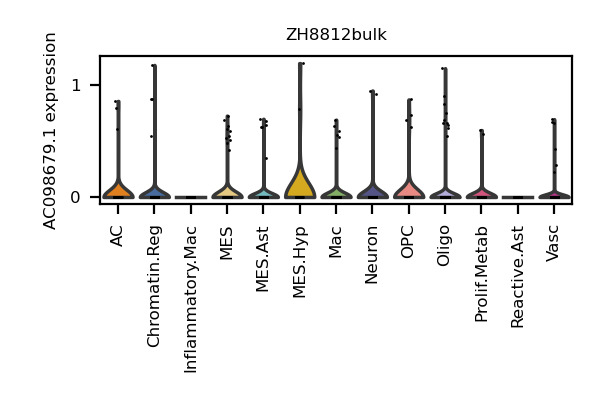 ZH8812bulk
AC098679.1 expression
1
0
AC
Chromatin.Reg
Inflammatory.Mac
MES
MES.Ast
MES.Hyp
Mac
Neuron
OPC
Oligo
Prolif.Metab
Reactive.Ast
Vasc